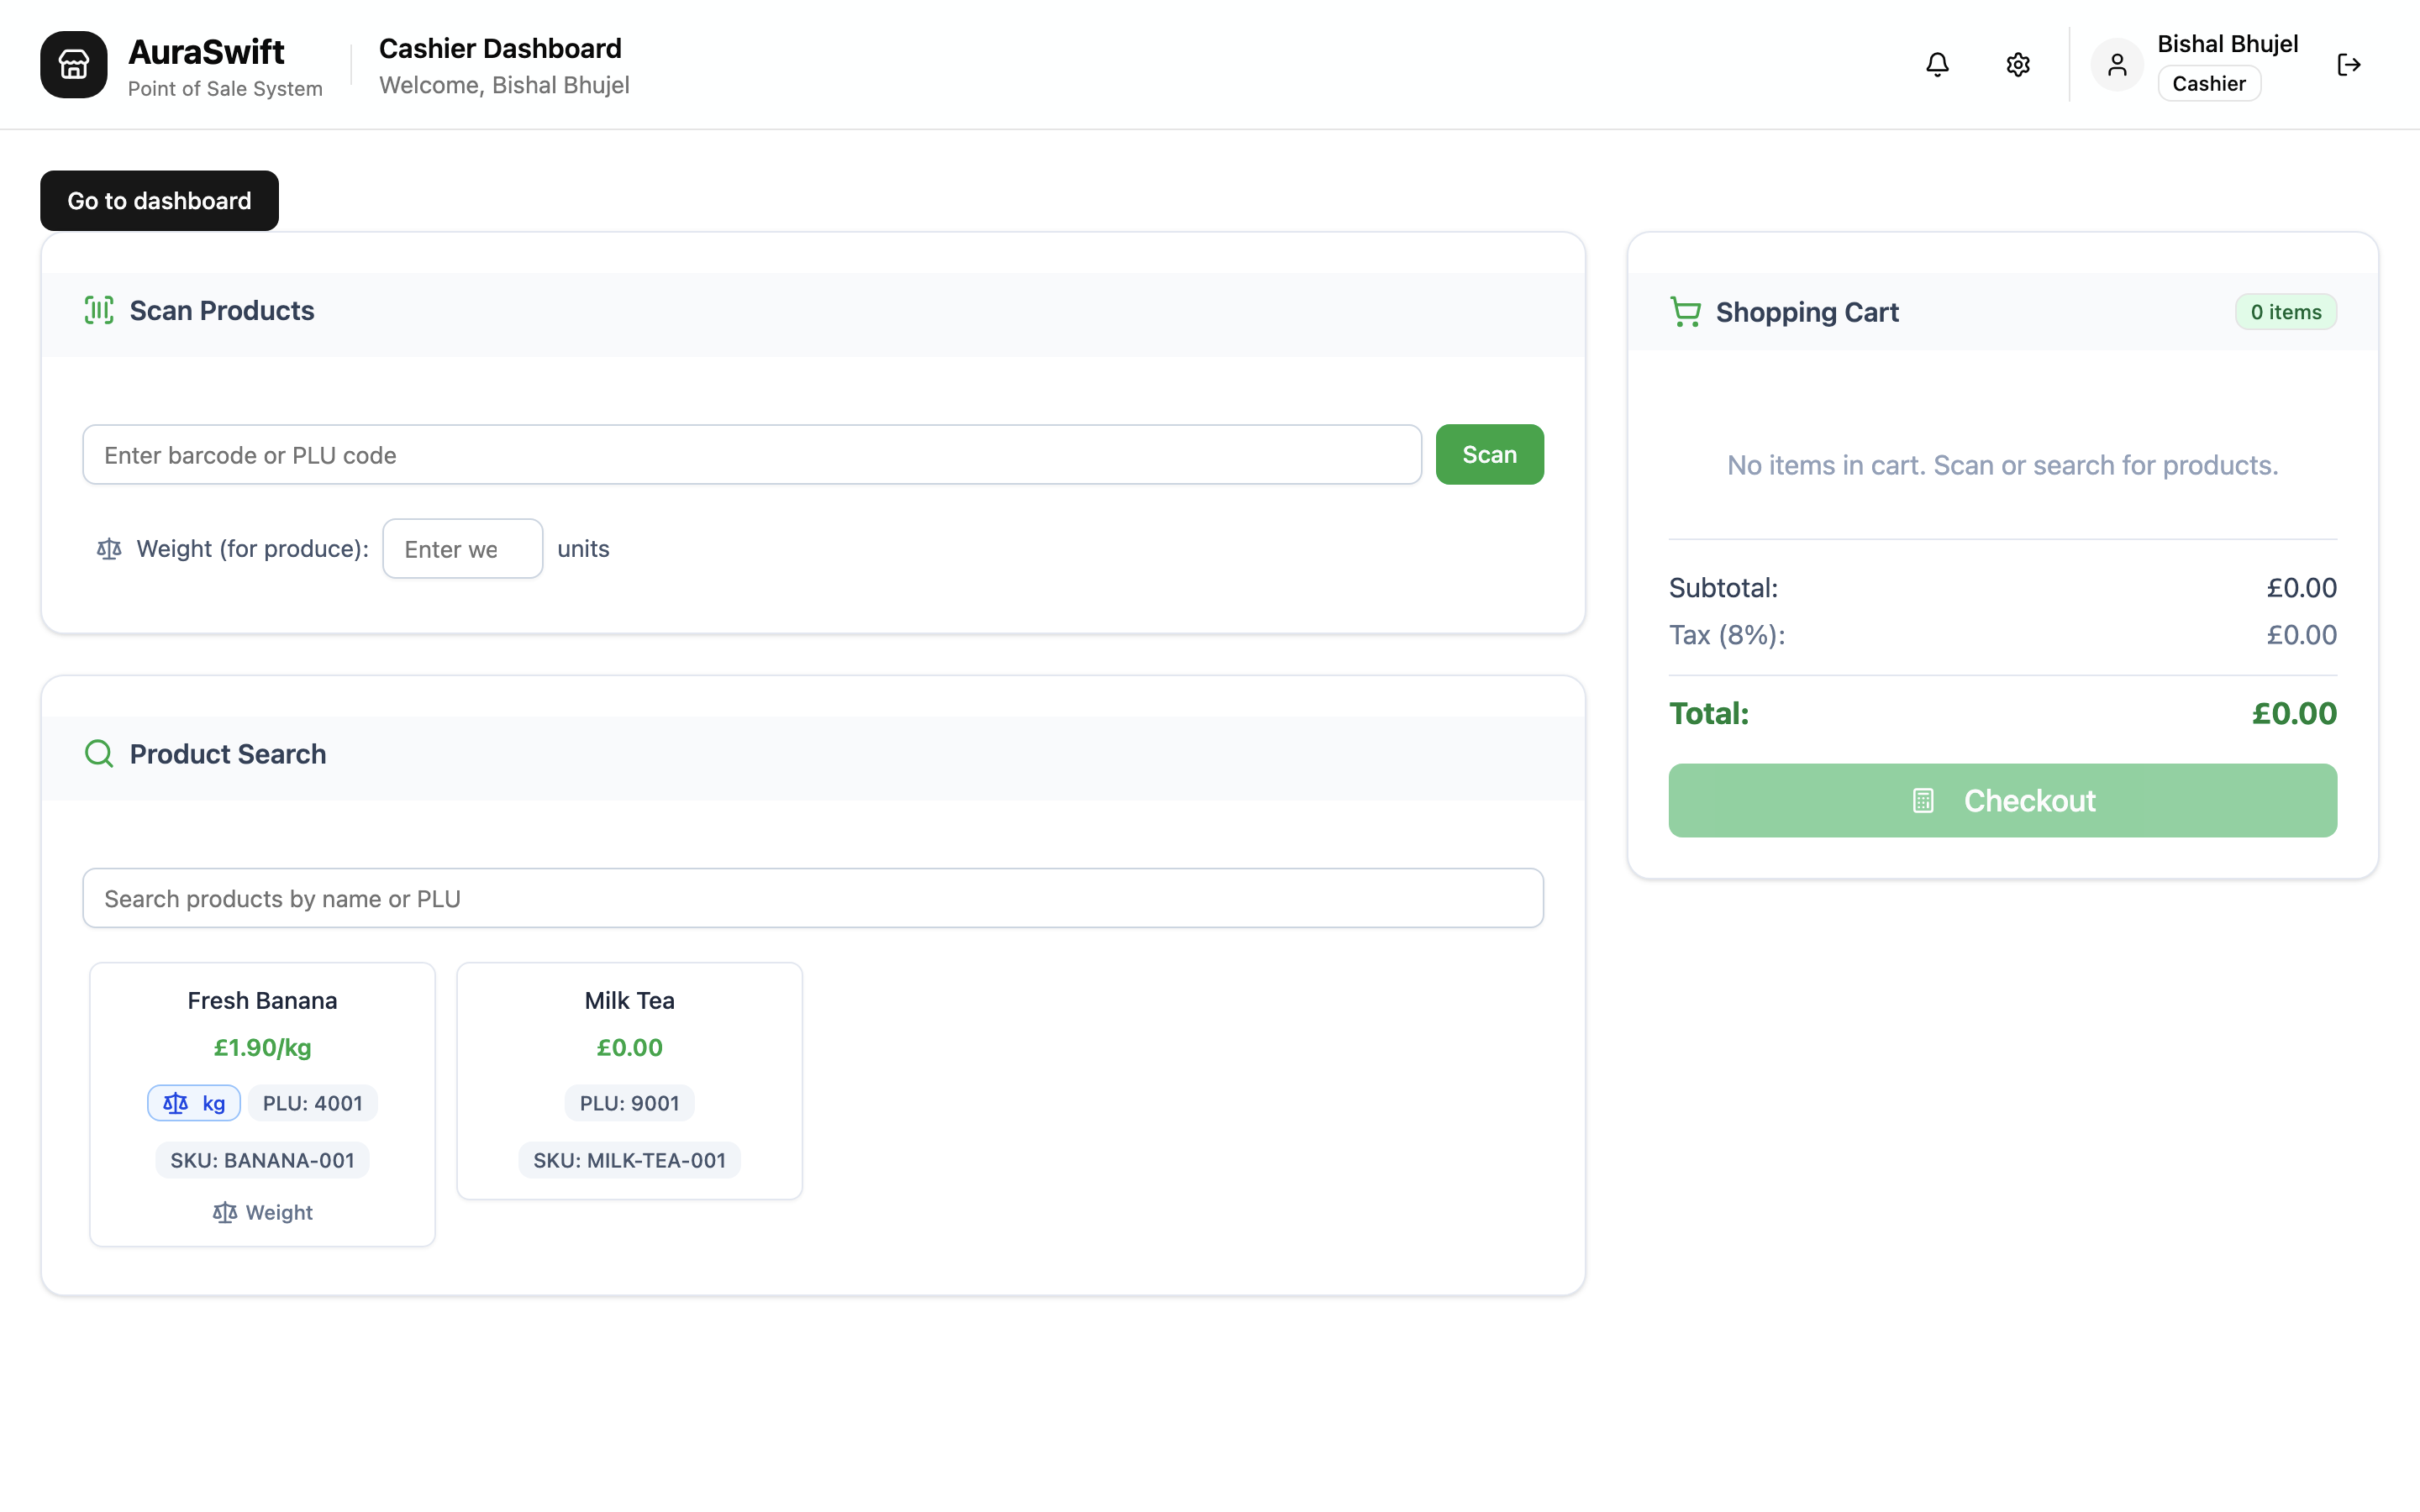 AuraSwift
Point of Sale System
Cashier Dashboard
Welcome, Bishal Bhujel
Bishal Bhujel
Cashier
Go to dashboard
Scan Products
Enter barcode or PLU code
Scan
Weight (for produce):
Enter we
units
Product Search
Search products by name or PLU
Fresh Banana
£1.90/kg
kg
PLU: 4001
SKU: BANANA-001
Weight
Milk Tea
£0.00
PLU: 9001
SKU: MILK-TEA-001
Shopping Cart
0 items
No items in cart. Scan or search for products.
Subtotal: £0.00
Tax (8%): £0.00
Total: £0.00
Checkout